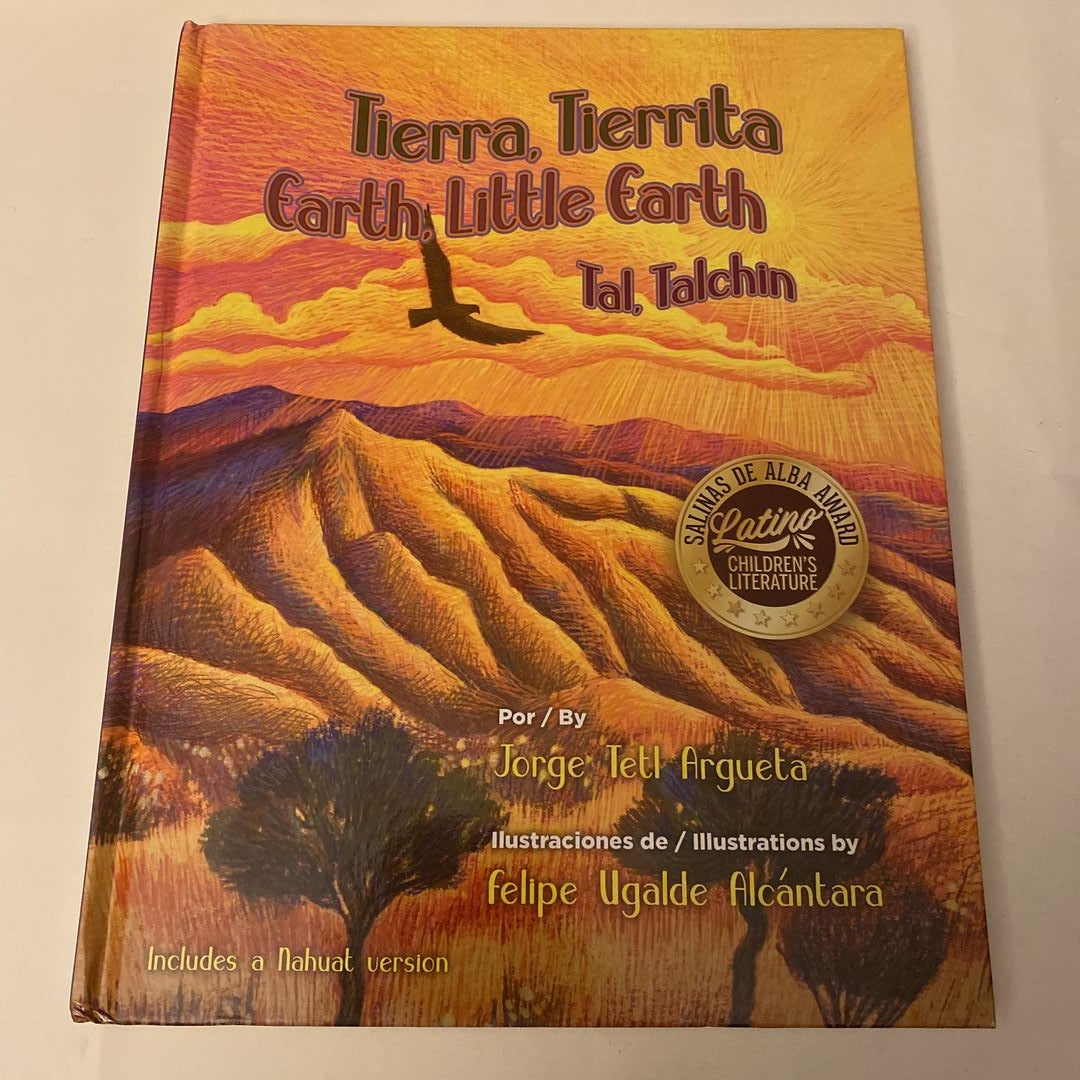 Tierra, Tierrita
Earth, Little Earth
Tal, Talchin
SALINAS DE ALBA AWARD
Latino
CHILDREN'S
LITERATURE
Por / By
Jorge Tetl Argueta
Ilustraciones de / Illustrations by
Felipe Ugalde Alcántara
Includes a Nahuat version